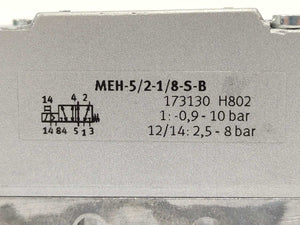 MEH-5/2-1/8-S-B
173130 H802
1: -0,9 - 10 bar
12/14: 2,5 - 8 bar
14 4 2
14 84 5 1 3